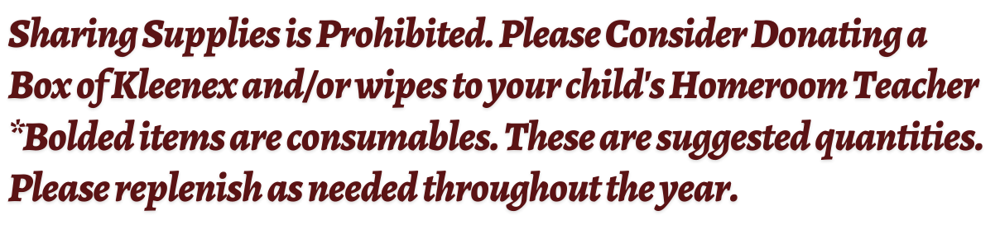 Sharing Supplies is Prohibited. Please Consider Donating a
Box of Kleenex and/or wipes to your child's Homeroom Teacher
*Bolded items are consumables. These are suggested quantities.
Please replenish as needed throughout the year.